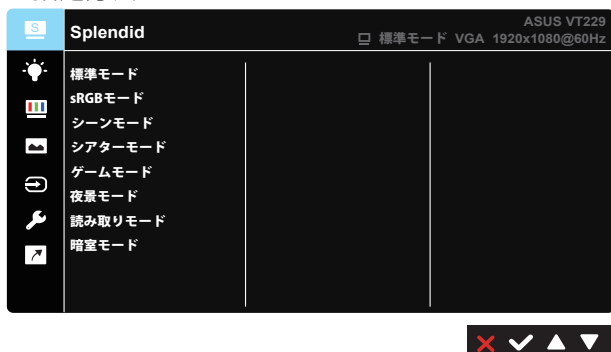 S
Splendid
ASUS VT229
標準モード VGA 1920x1080@60Hz
標準モード
sRGBモード
シーンモード
シアターモード
ゲームモード
夜景モード
読み取りモード
暗室モード